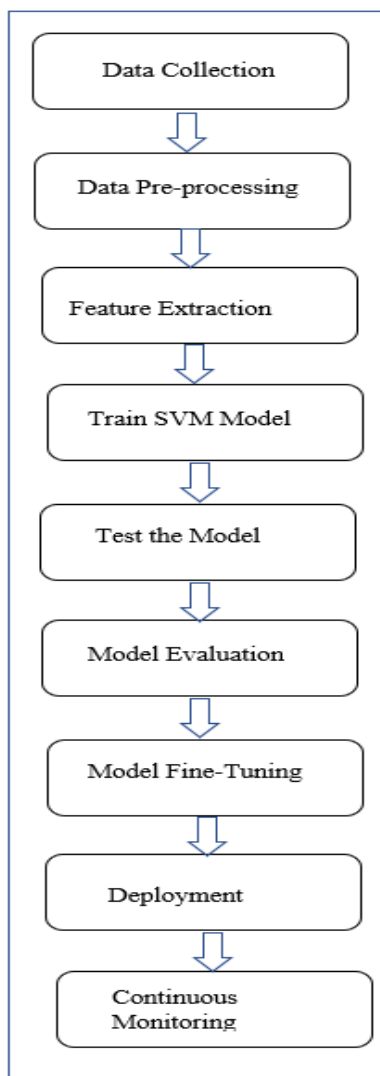 Data Collection
Data Pre-processing
Feature Extraction
Train SVM Model
Test the Model
Model Evaluation
Model Fine-Tuning
Deployment
Continuous
Monitoring